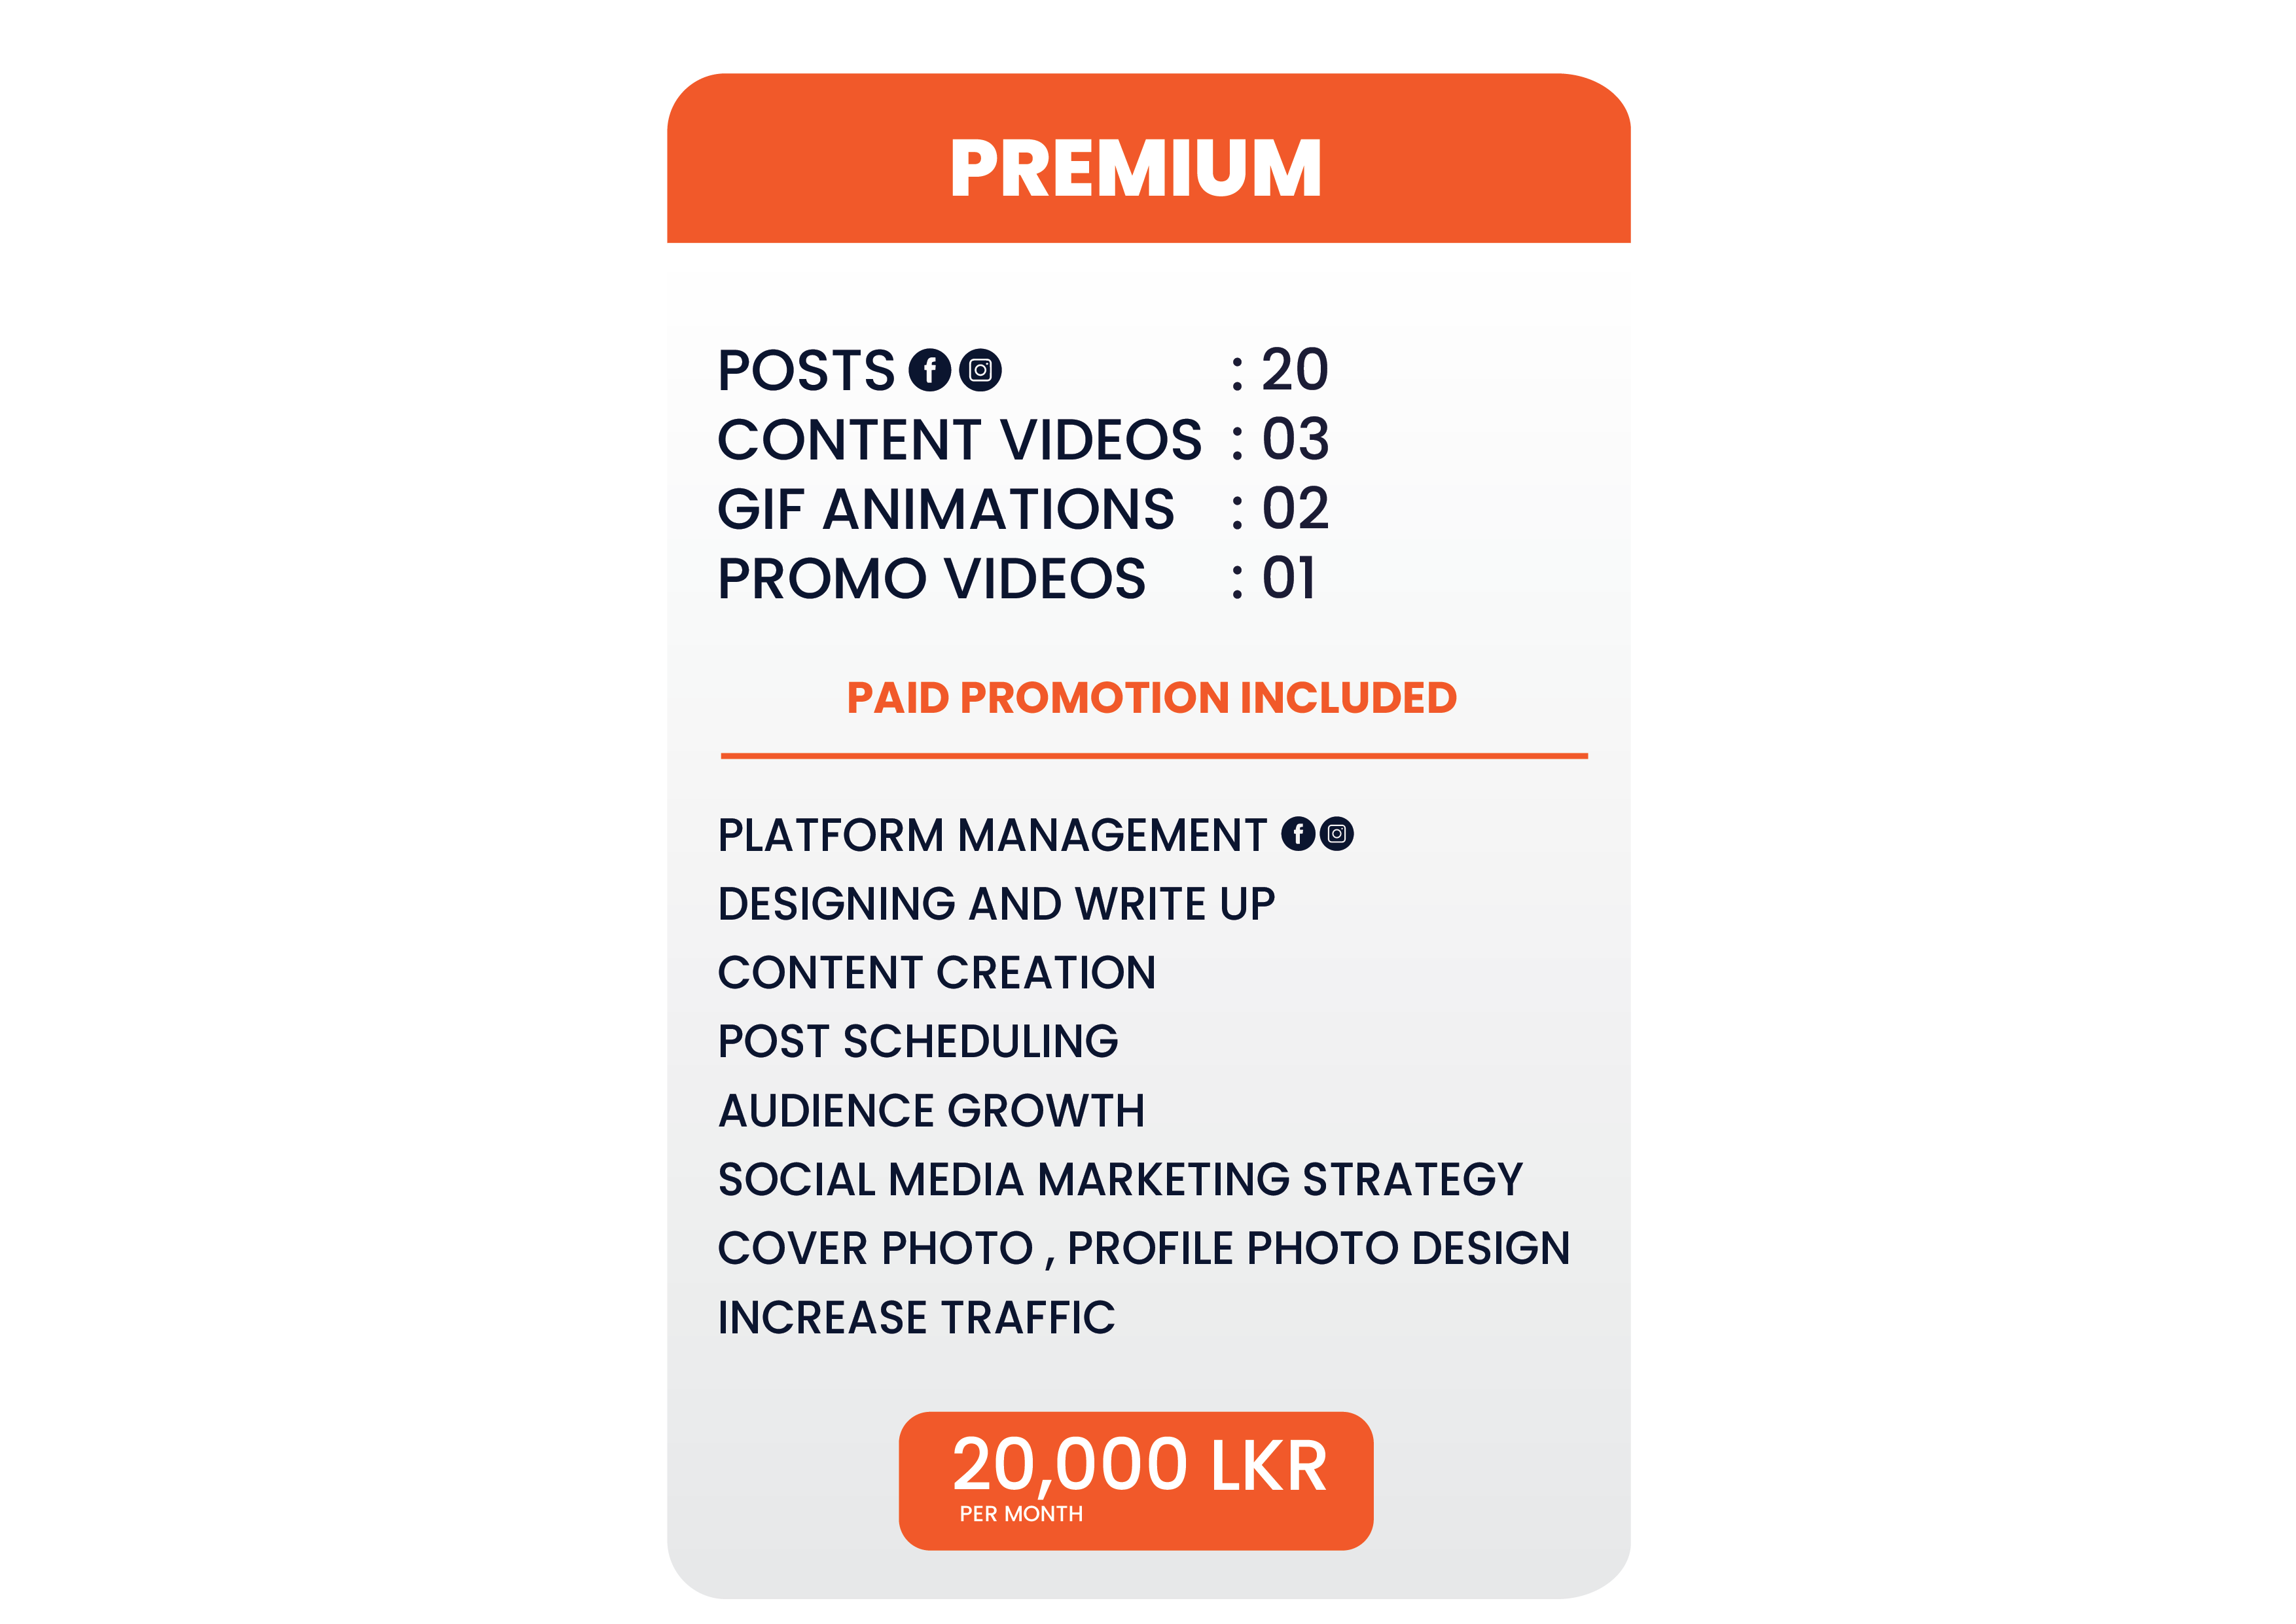 PREMIUM
POSTS : 20
CONTENT VIDEOS : 03
GIF ANIMATIONS : 02
PROMO VIDEOS : 01
PAID PROMOTION INCLUDED
PLATFORM MANAGEMENT
DESIGNING AND WRITE UP
CONTENT CREATION
POST SCHEDULING
AUDIENCE GROWTH
SOCIAL MEDIA MARKETING STRATEGY
COVER PHOTO , PROFILE PHOTO DESIGN
INCREASE TRAFFIC
20,000 LKR
PER MONTH